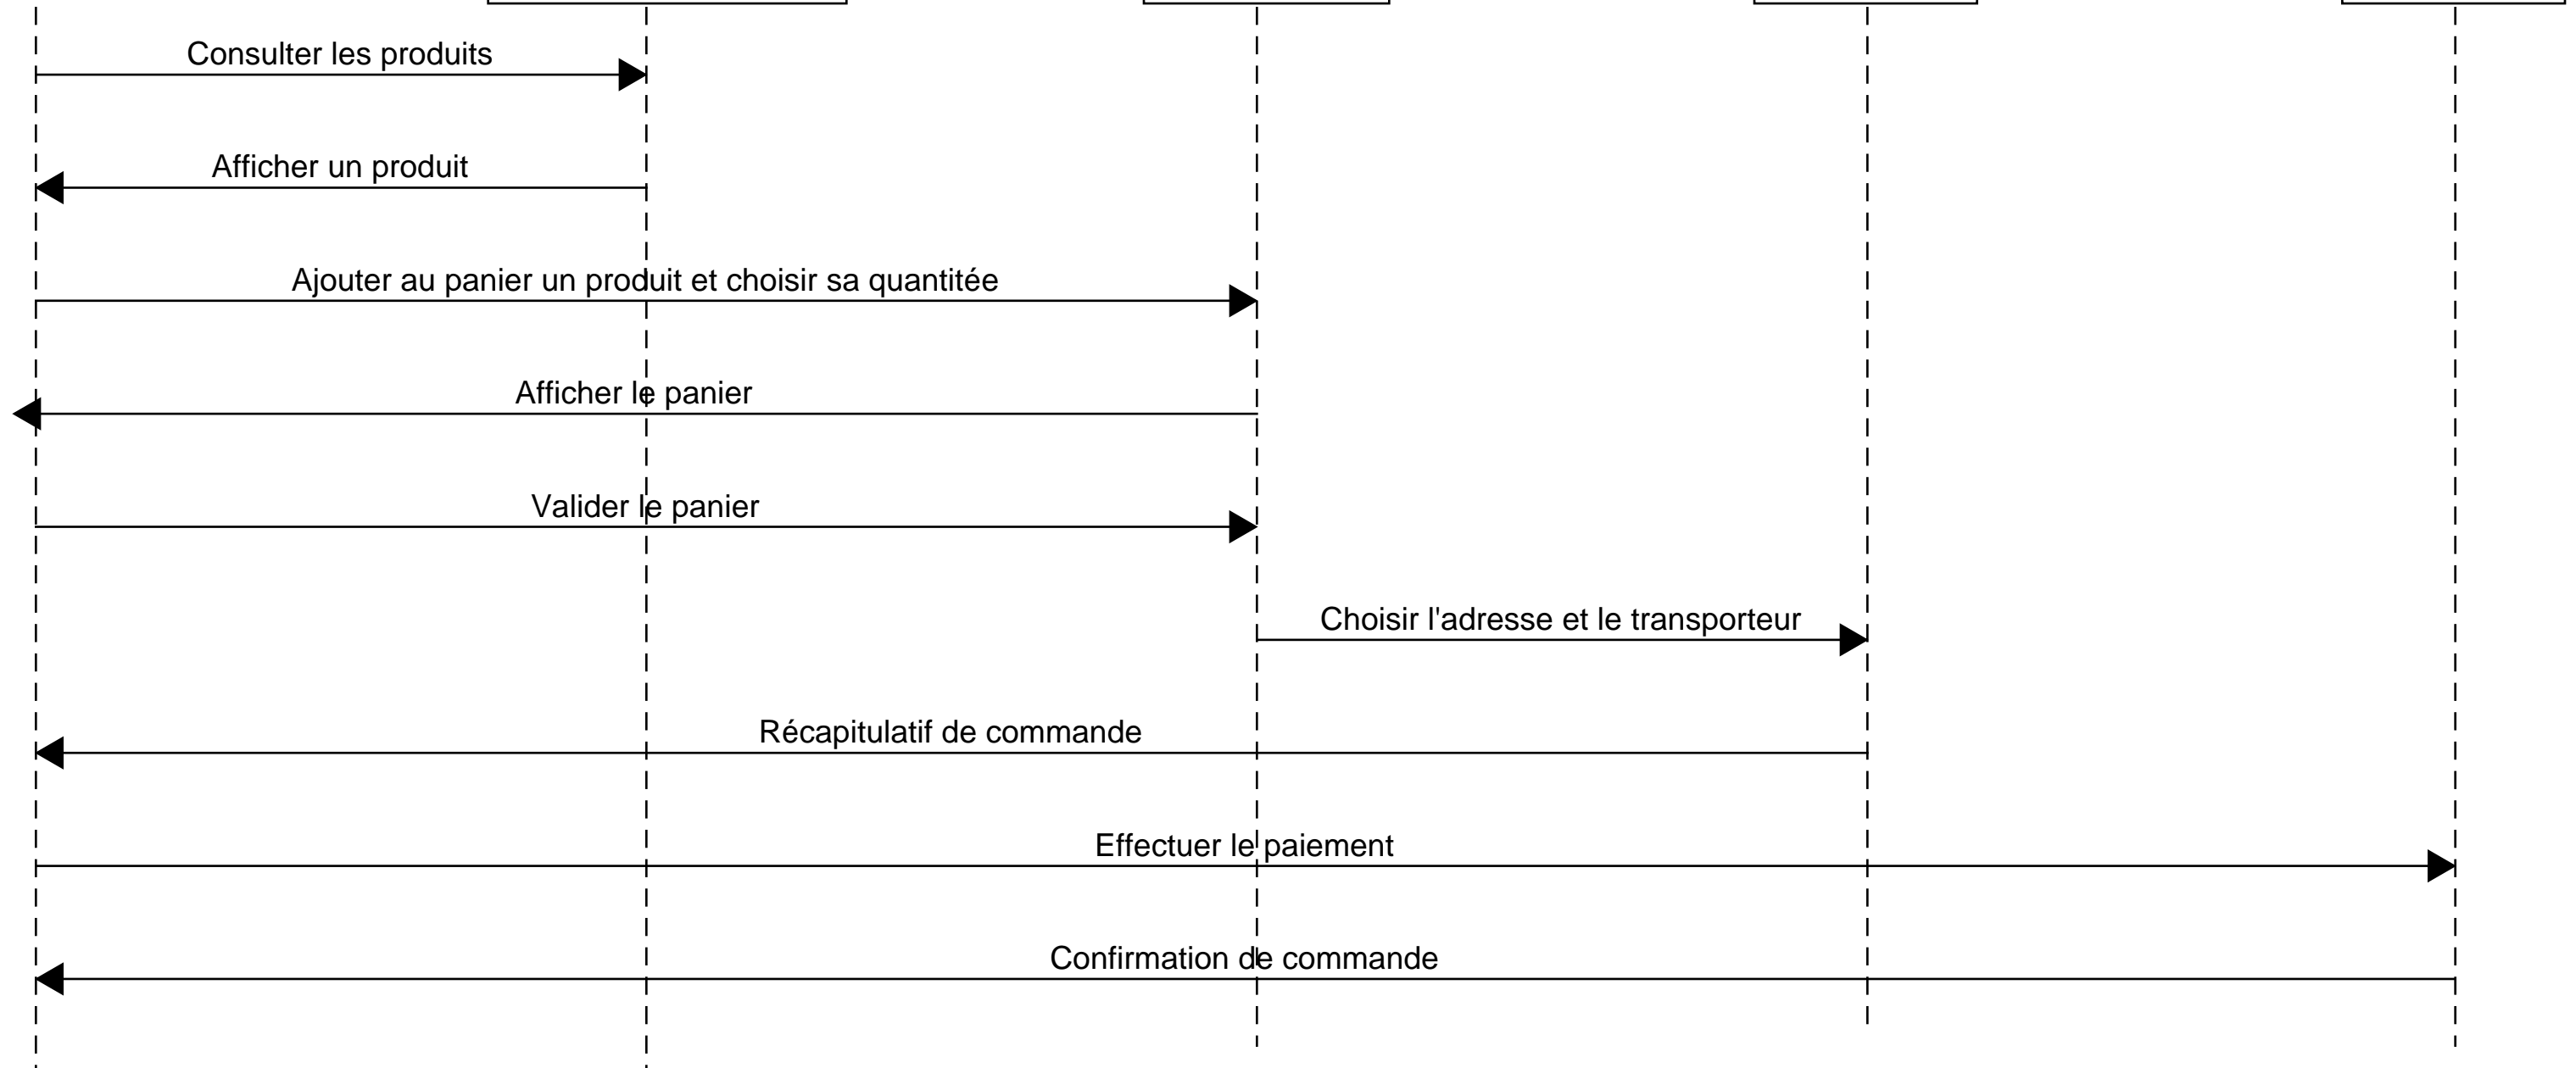 Consulter les produits
Afficher un produit
Ajouter au panier un produit et choisir sa quantitée
Afficher le panier
Valider le panier
Choisir l'adresse et le transporteur
Récapitulatif de commande
Effectuer le paiement
Confirmation de commande